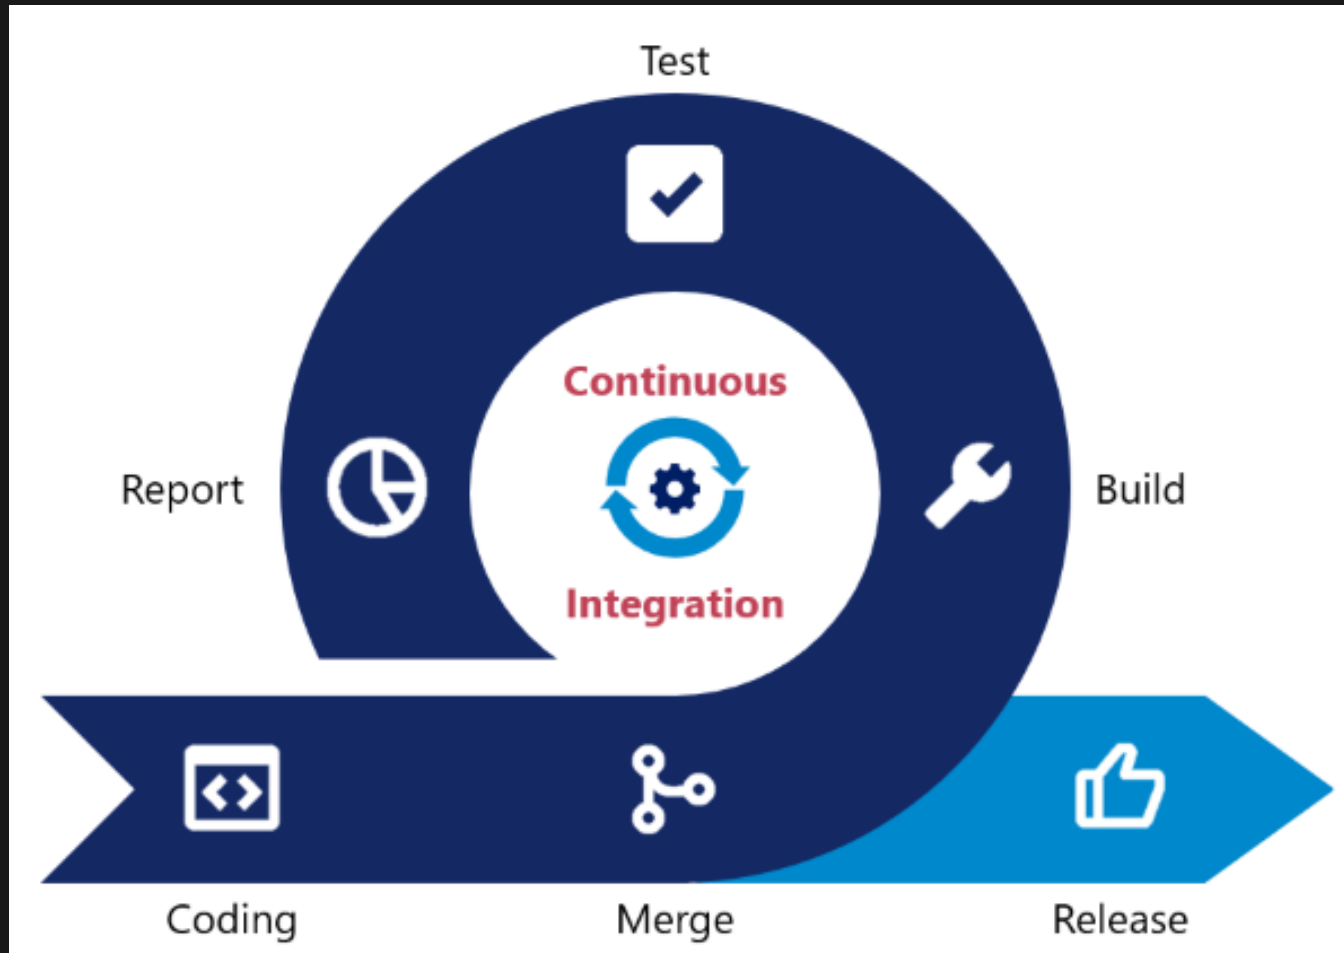 Test
Continuous
Report
Build
Integration
Coding
Merge
Release